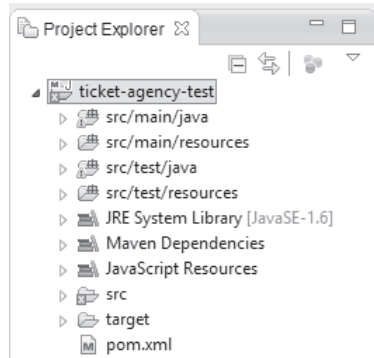 Project Explorer
ticket-agency-test
src/main/java
src/main/resources
src/test/java
src/test/resources
JRE System Library [JavaSE-1.6]
Maven Dependencies
JavaScript Resources
src
target
pom.xml